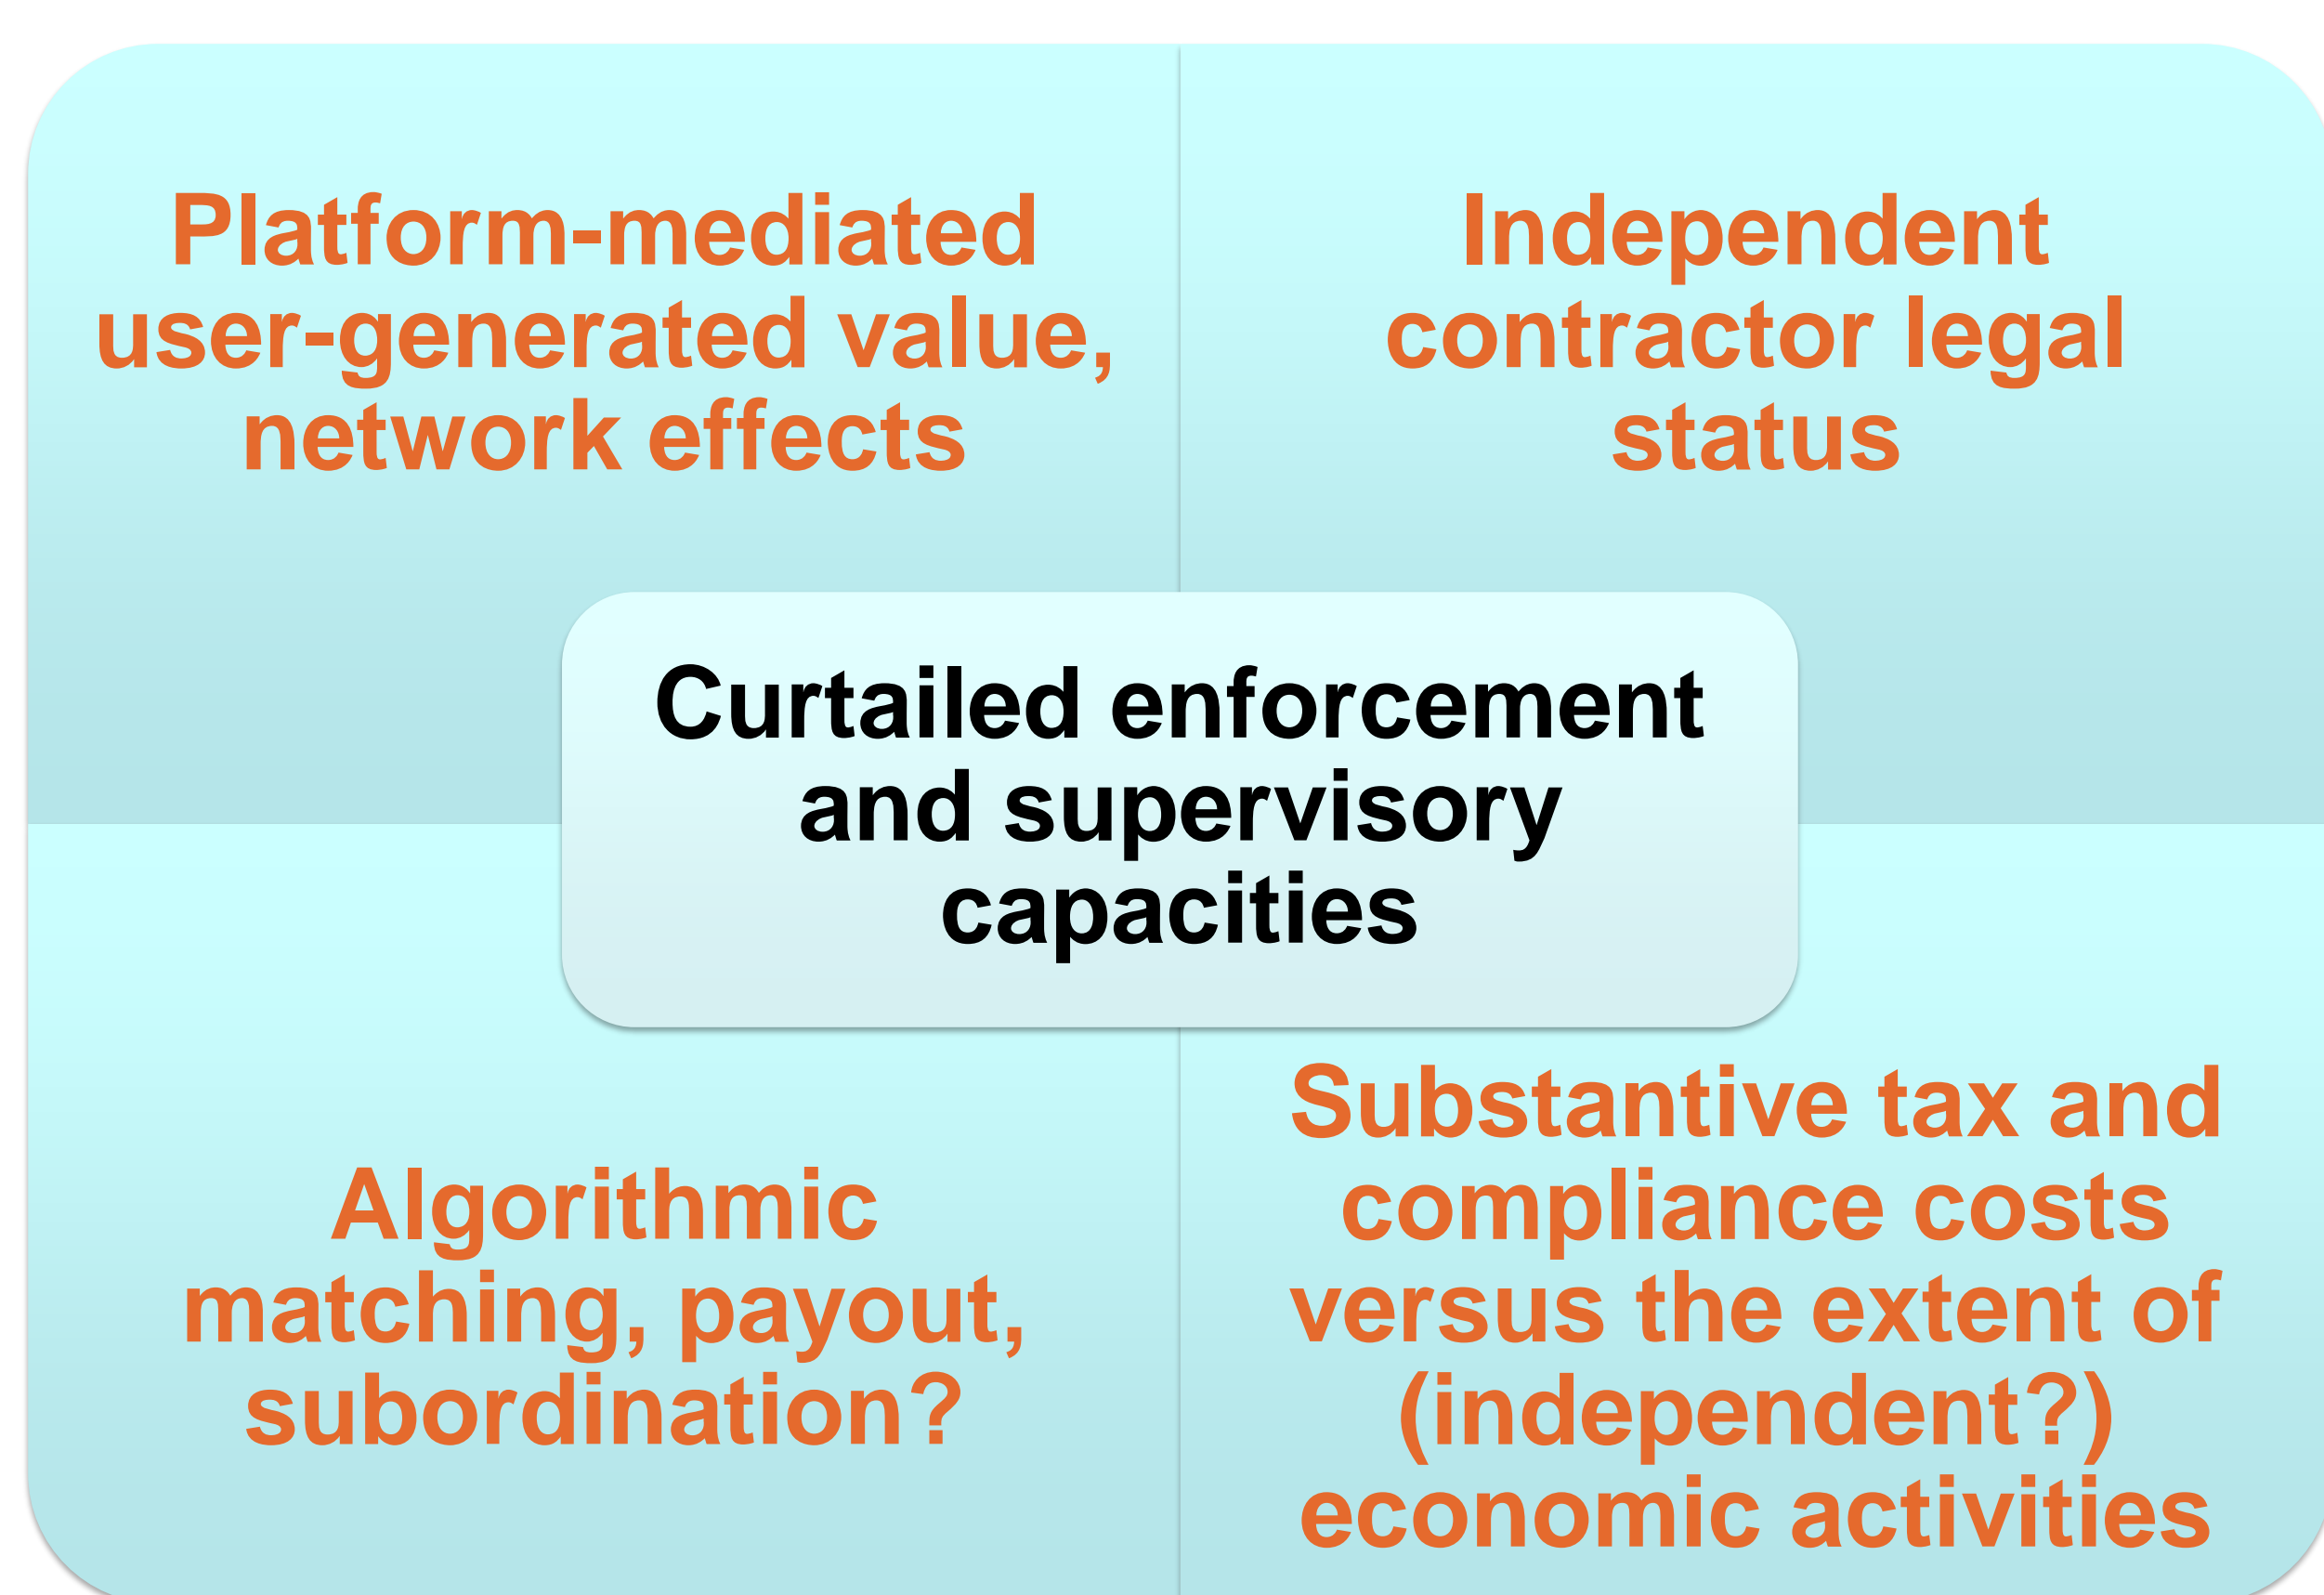 Platform-mediated
user-generated value,
network effects
Independent
contractor legal
status
Curtailed enforcement
and supervisory
capacities
Algorithmic
matching, payout,
subordination?
Substantive tax and
compliance costs
versus the extent of
(independent?)
economic activities